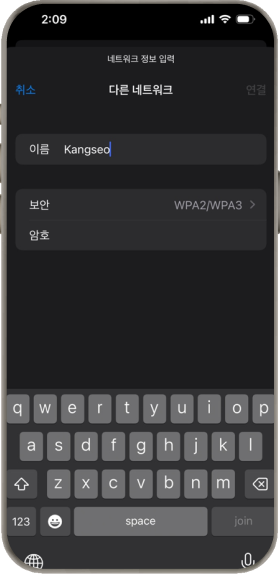 2:09
네트워크 정보 입력
취소 다른 네트워크 연결
이름 Kangseo
보안 WPA2/WPA3
암호
q w e r t y u i o p
a s d f g h j k l
z x c v b n m
123 space join